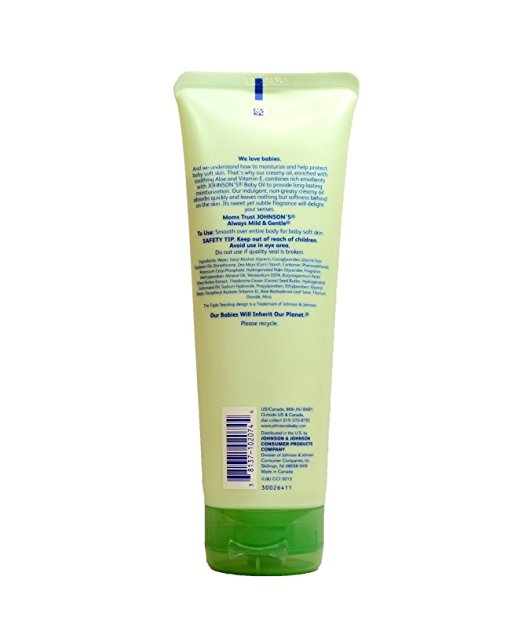 We love babies.
And we understand how to moisturize and help protect
baby soft skin. That's why our creamy oil, enriched with
soothing Aloe and Vitamin E, combines rich emollients
with JOHNSON'S® Baby Oil to provide long-lasting
moisturization. Our indulgent, non-greasy creamy oil
absorbs quickly and leaves nothing but softness behind
on the skin. Its sweet yet subtle fragrance will delight
your senses.
Moms Trust JOHNSON'S®
Always Mild & Gentle®
To Use: Smooth over entire body for baby soft skin.
SAFETY TIP: Keep out of reach of children.
Avoid use in eye area.
Do not use if quality seal is broken.
Ingredients: Water, Cetyl Alcohol, Glycerin, Caprylyl
Oil, Dimethicone, Zea Mays (Corn) Starch, Carbomer, Phenoxyethanol,
Potassium Cetyl Phosphate, Hydrogenated Palm Glycerides, Fragrance,
Methylparaben, Mineral Oil, Tetrasodium EDTA, Butyrospermum Parkii
(Shea) Butter Extract, Theobroma Cacao (Cocoa) Seed Butter, Hydrogenated
Cottonseed Oil, Sodium Hydroxide, Propylparaben, Ethylparaben, Glyceryl
Tocopheryl Acetate (Vitamin E), Aloe Barbadensis Leaf Juice, Titanium
Dioxide, Mica
The Triple Teardrop design is a Trademark of Johnson & Johnson
Our Babies Will Inherit Our Planet.®
Please recycle.
US/Canada, 866-JNJ-BABY
Outside US & Canada,
dial collect 215-273-8755
www.johnsonsbaby.com
Distributed in the U.S. by
JOHNSON & JOHNSON
CONSUMER PRODUCTS
COMPANY
Division of Johnson & Johnson
Consumer Companies, Inc.
Skillman, NJ 08558-9418
Made in Canada
©J&J CCI 2013
30026411
3 81371 02074 4